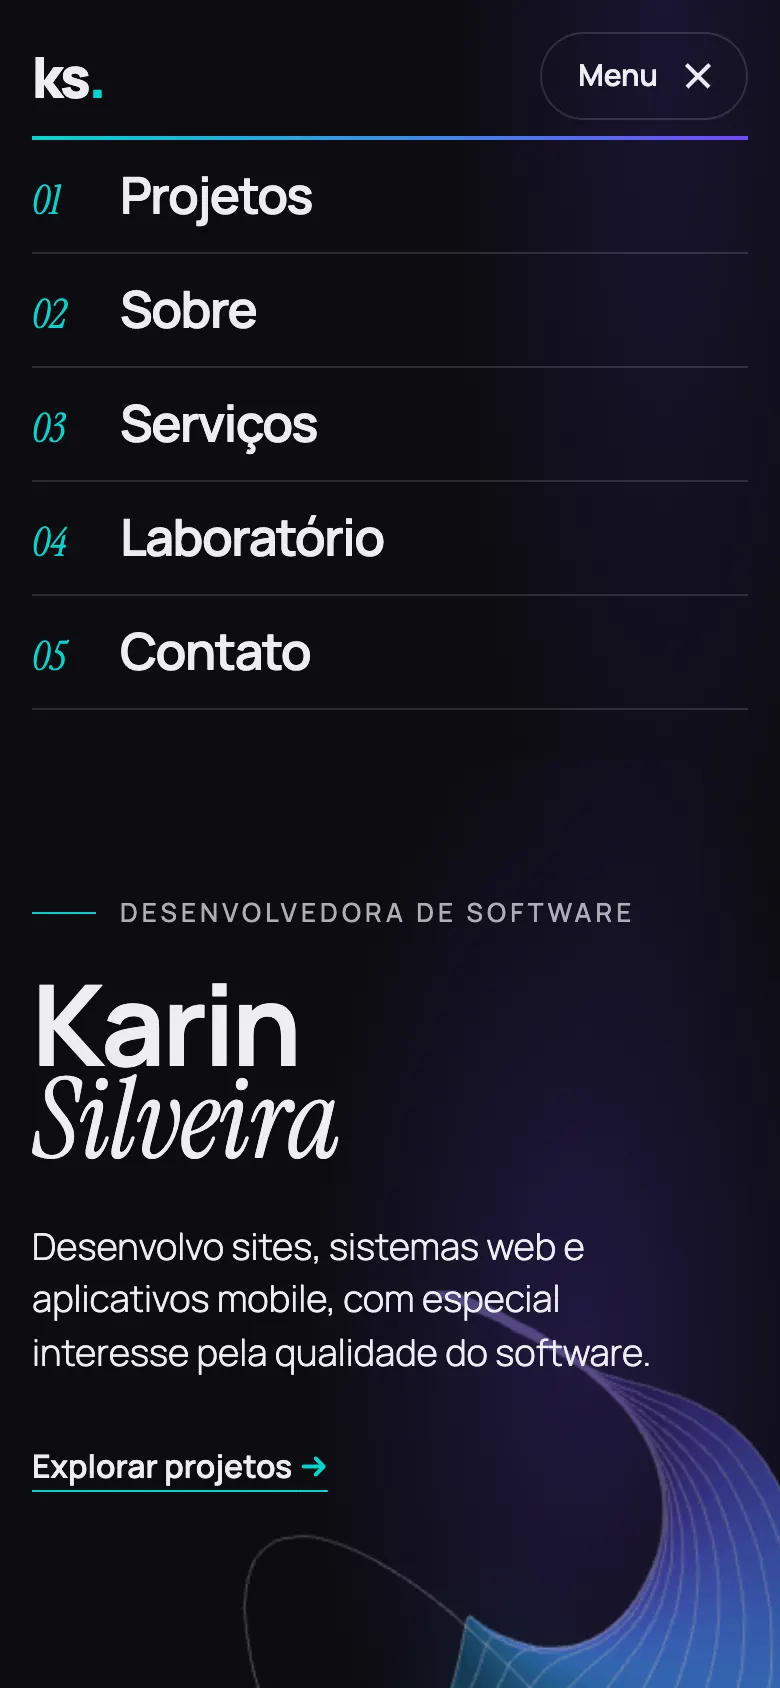 ks.
Menu
01 Projetos
02 Sobre
03 Serviços
04 Laboratório
05 Contato
DESENVOLVEDORA DE SOFTWARE
Karin
Silveira
Desenvolvo sites, sistemas web e
aplicativos mobile, com especial
interesse pela qualidade do software.
Explorar projetos →